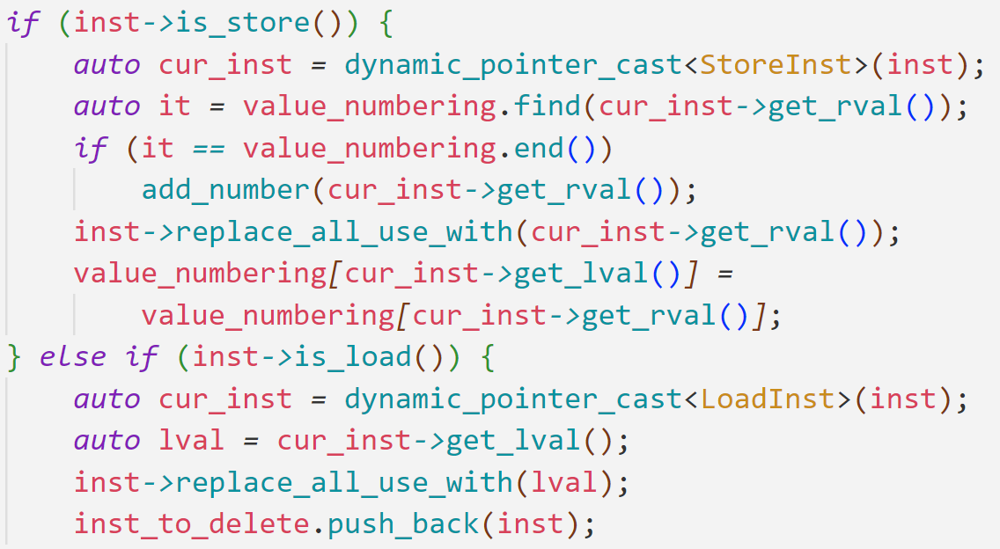 if (inst->is_store()) {
    auto cur_inst = dynamic_pointer_cast<StoreInst>(inst);
    auto it = value_numbering.find(cur_inst->get_rval());
    if (it == value_numbering.end())
        add_number(cur_inst->get_rval());
    inst->replace_all_use_with(cur_inst->get_rval());
    value_numbering[cur_inst->get_lval()] =
        value_numbering[cur_inst->get_rval()];
} else if (inst->is_load()) {
    auto cur_inst = dynamic_pointer_cast<LoadInst>(inst);
    auto lval = cur_inst->get_lval();
    inst->replace_all_use_with(lval);
    inst_to_delete.push_back(inst);